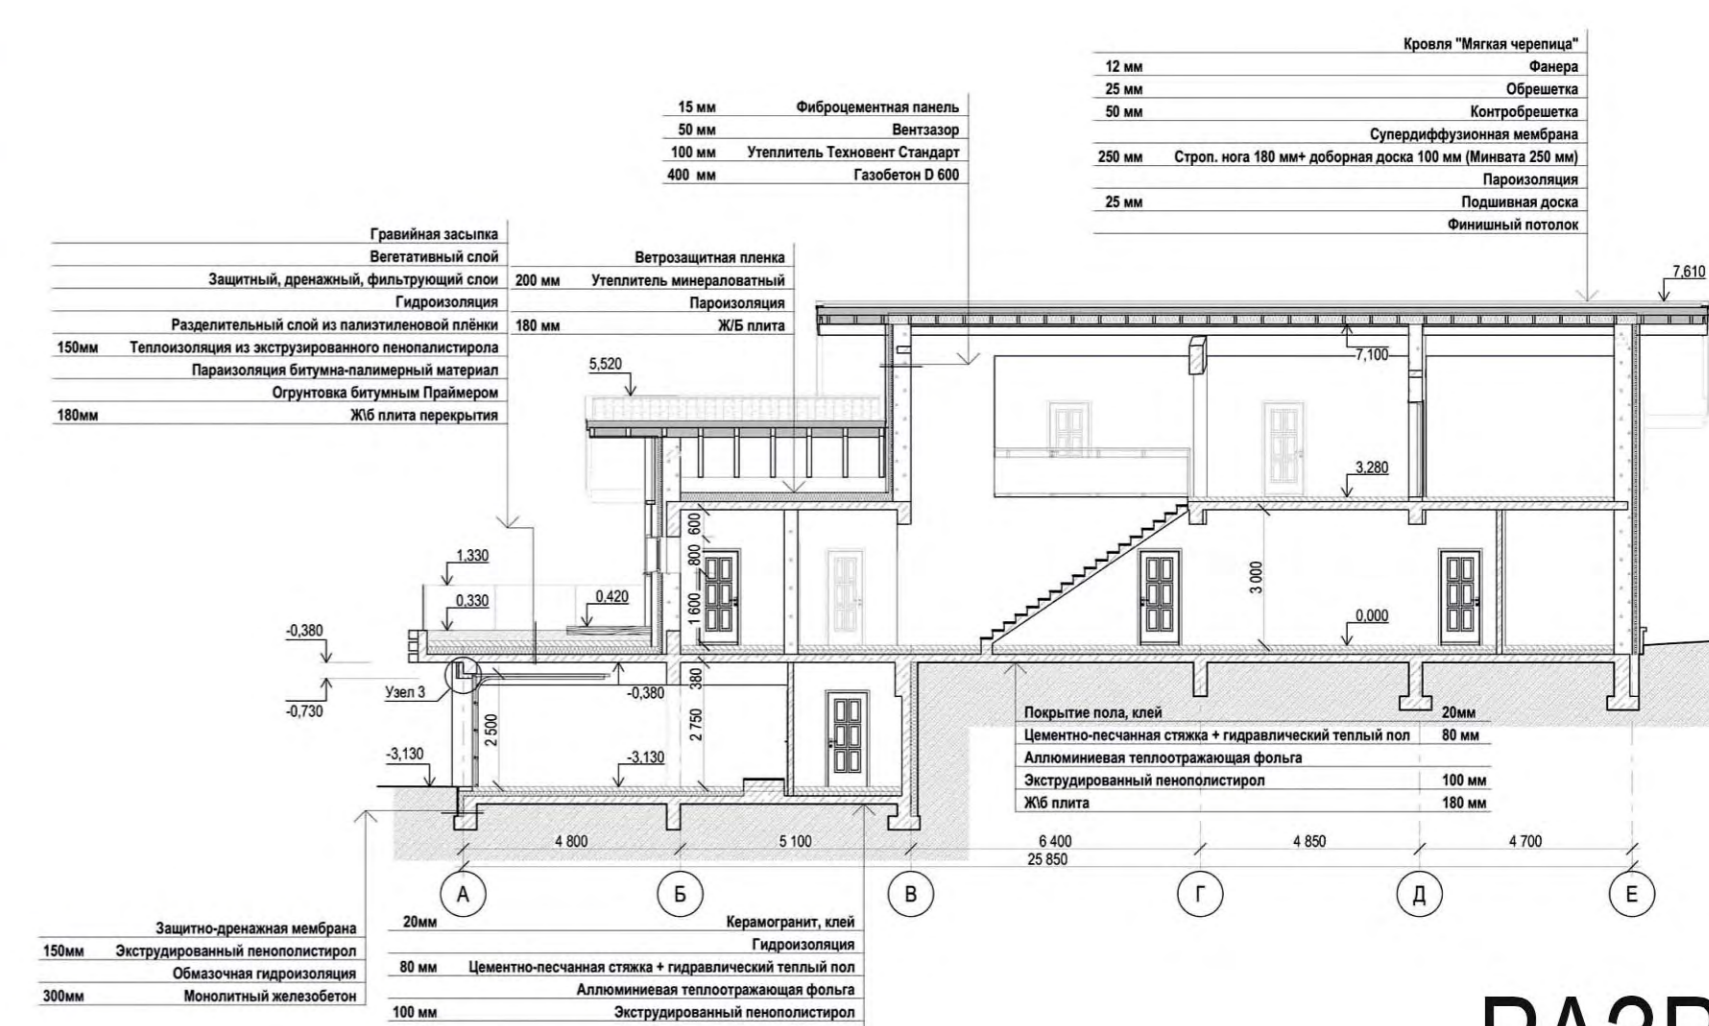 Кровля "Мягкая черепица"
12 мм Фанера
25 мм Обрешетка
50 мм Контробрешетка
Супердиффузионная мембрана
250 мм Строп. нога 180 мм+ доборная доска 100 мм (Минвата 250 мм)
Пароизоляция
25 мм Подшивная доска
Финишный потолок
15 мм Фиброцементная панель
50 мм Вентзазор
100 мм Утеплитель Техновент Стандарт
400 мм Газобетон D 600
Гравийная засыпка
Вегетативный слой
Защитный, дренажный, фильтрующий слои
Гидроизоляция
Разделительный слой из палиэтиленовой плёнки
150мм Теплоизоляция из экструзированного пенопалистирола
Параизоляция битумна-палимерный материал
Огрунтовка битумным Праймером
180мм Ж\б плита перекрытия
Ветрозащитная пленка
200 мм Утеплитель минераловатный
Пароизоляция
180 мм Ж/Б плита
7,610
7,100
5,520
3,280
1,330
0,330
0,420
0,000
-0,380
-0,730
Узел 3
-0,380
-3,130
-3,130
600
800
1 600
380
2 750
2 500
3 000
Покрытие пола, клей 20мм
Цементно-песчанная стяжка + гидравлический теплый пол 80 мм
Аллюминиевая теплоотражающая фольга
Экструдированный пенополистирол 100 мм
Ж\б плита 180 мм
4 800 5 100 6 400 4 850 4 700
25 850
А Б В Г Д Е
Защитно-дренажная мембрана
150мм Экструдированный пенополистирол
Обмазочная гидроизоляция
300мм Монолитный железобетон
20мм Керамогранит, клей
Гидроизоляция
80 мм Цементно-песчанная стяжка + гидравлический теплый пол
Аллюминиевая теплоотражающая фольга
100 мм Экструдированный пенополистирол